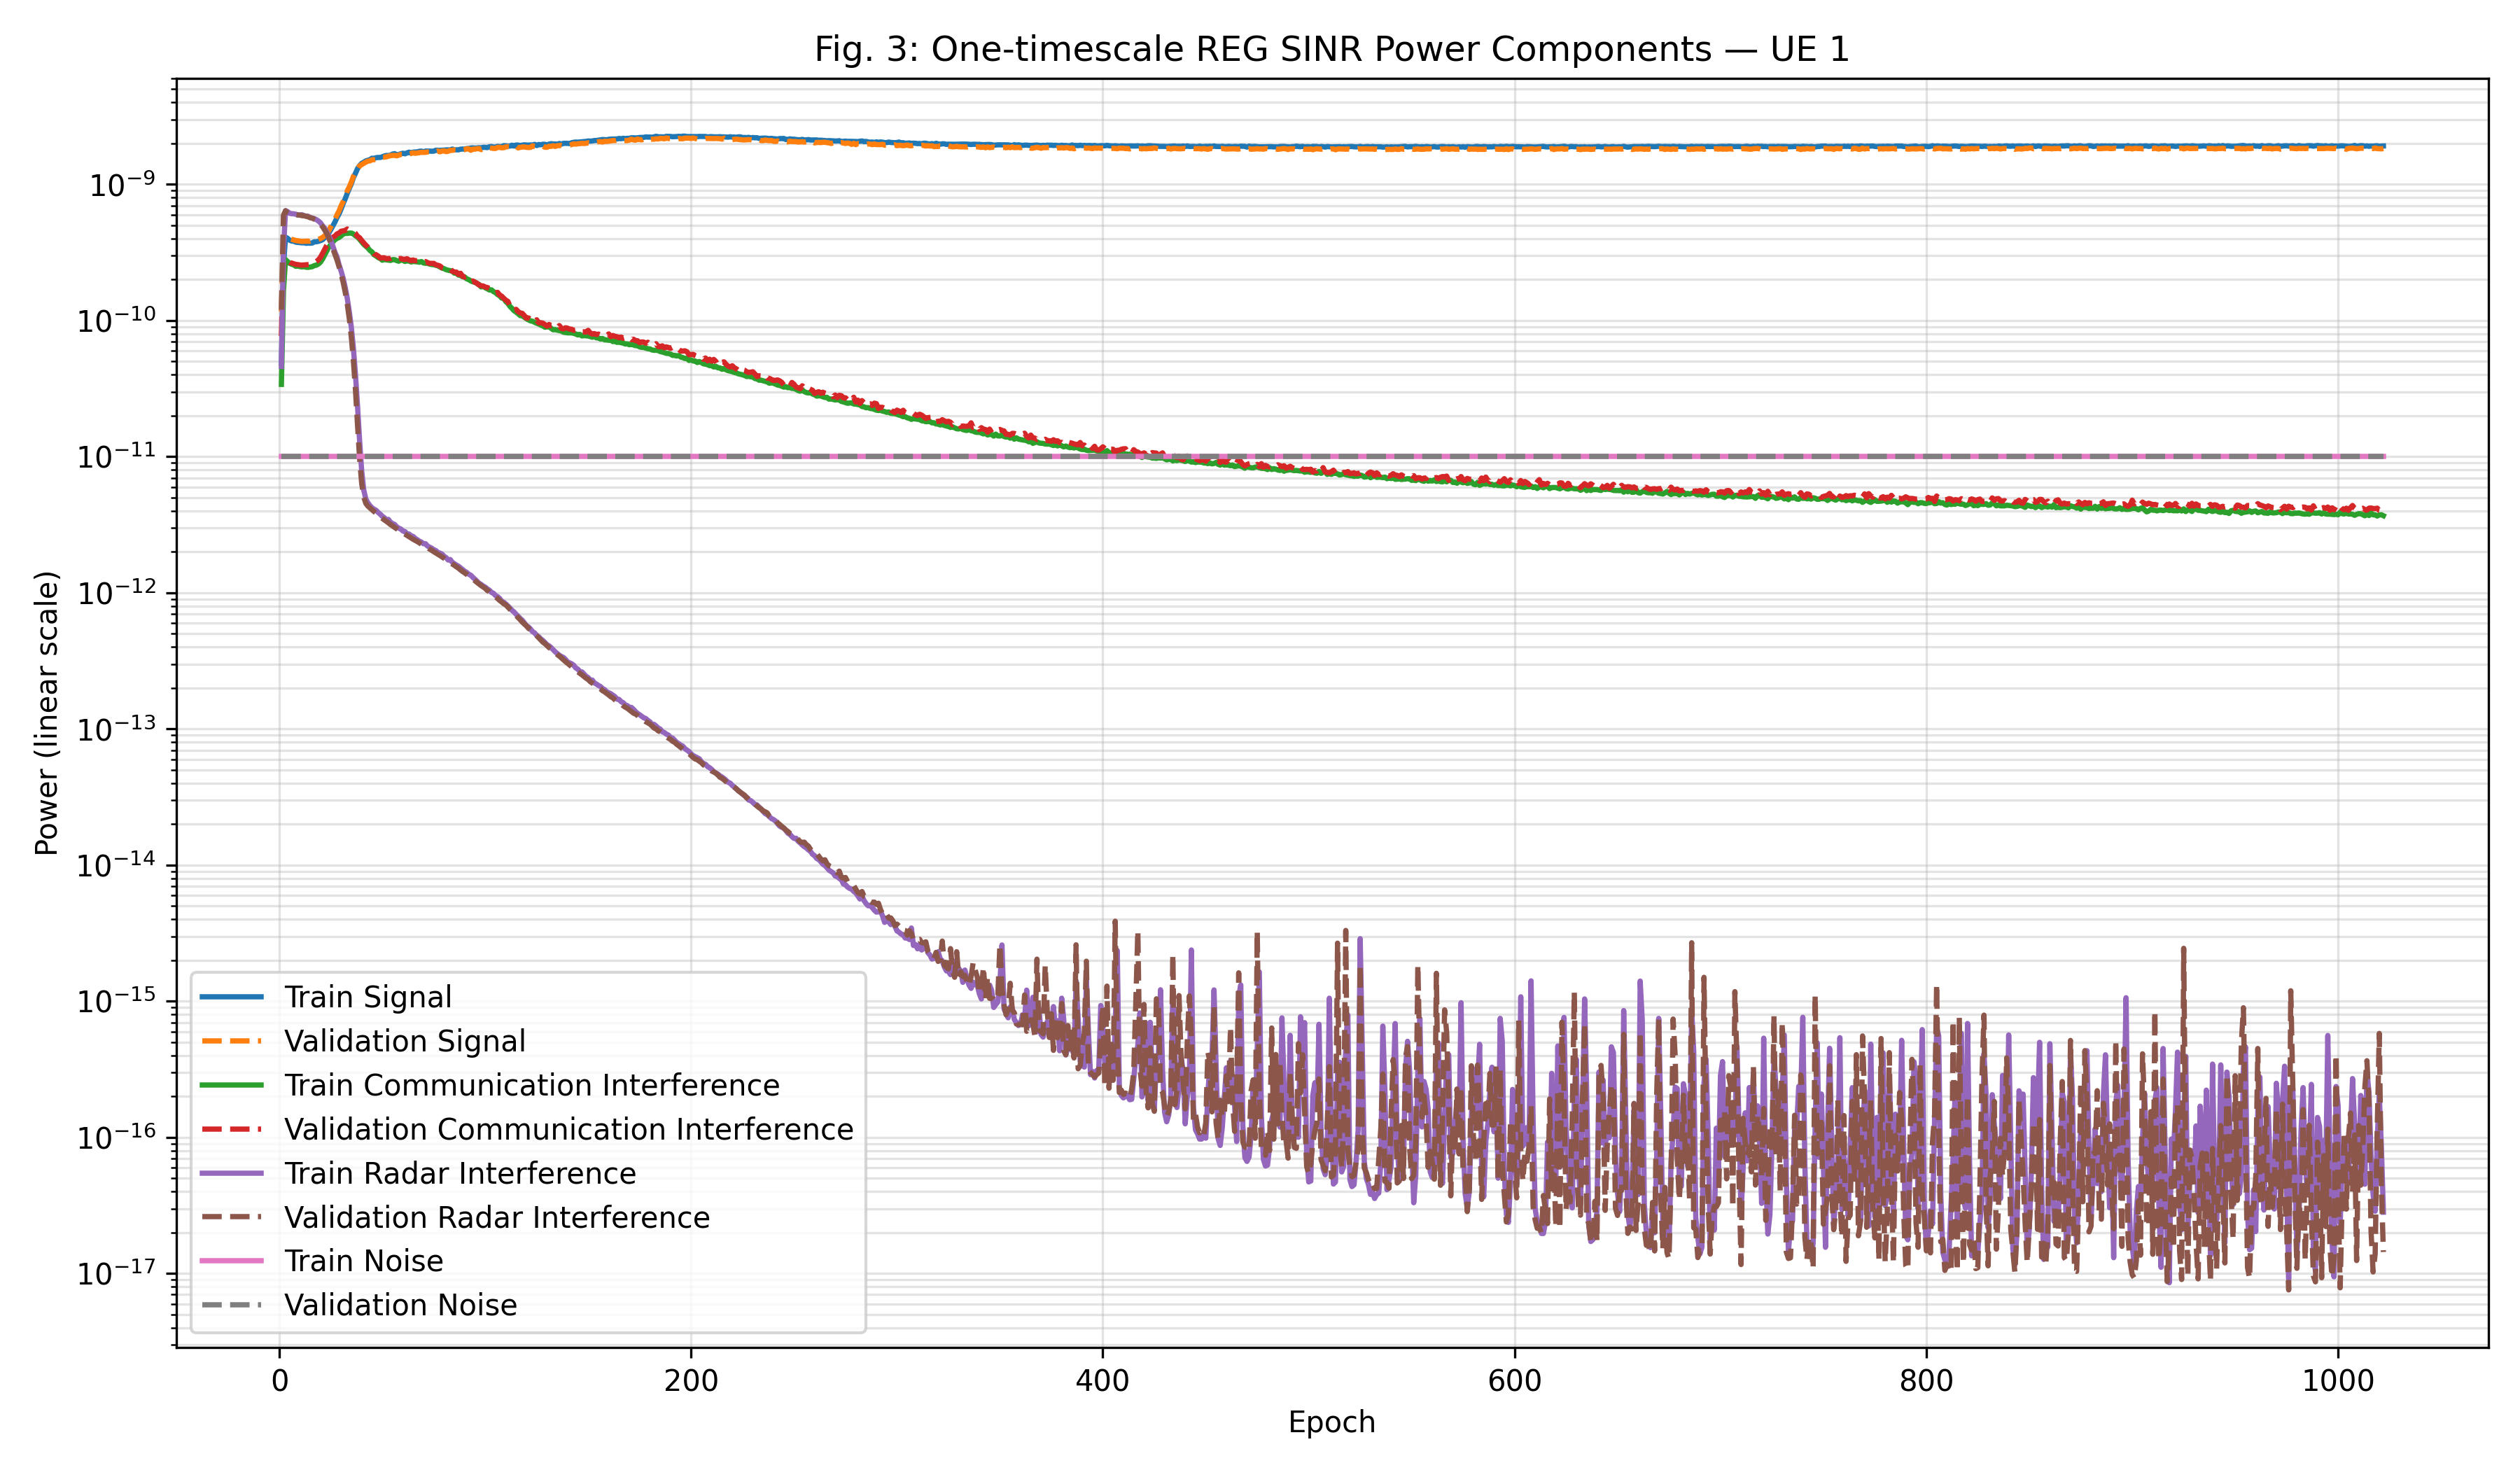 Fig. 3: One-timescale REG SINR Power Components — UE 1
Power (linear scale)
10⁻⁹
10⁻¹⁰
10⁻¹¹
10⁻¹²
10⁻¹³
10⁻¹⁴
10⁻¹⁵
10⁻¹⁶
10⁻¹⁷
Train Signal
Validation Signal
Train Communication Interference
Validation Communication Interference
Train Radar Interference
Validation Radar Interference
Train Noise
Validation Noise
0 200 400 600 800 1000
Epoch